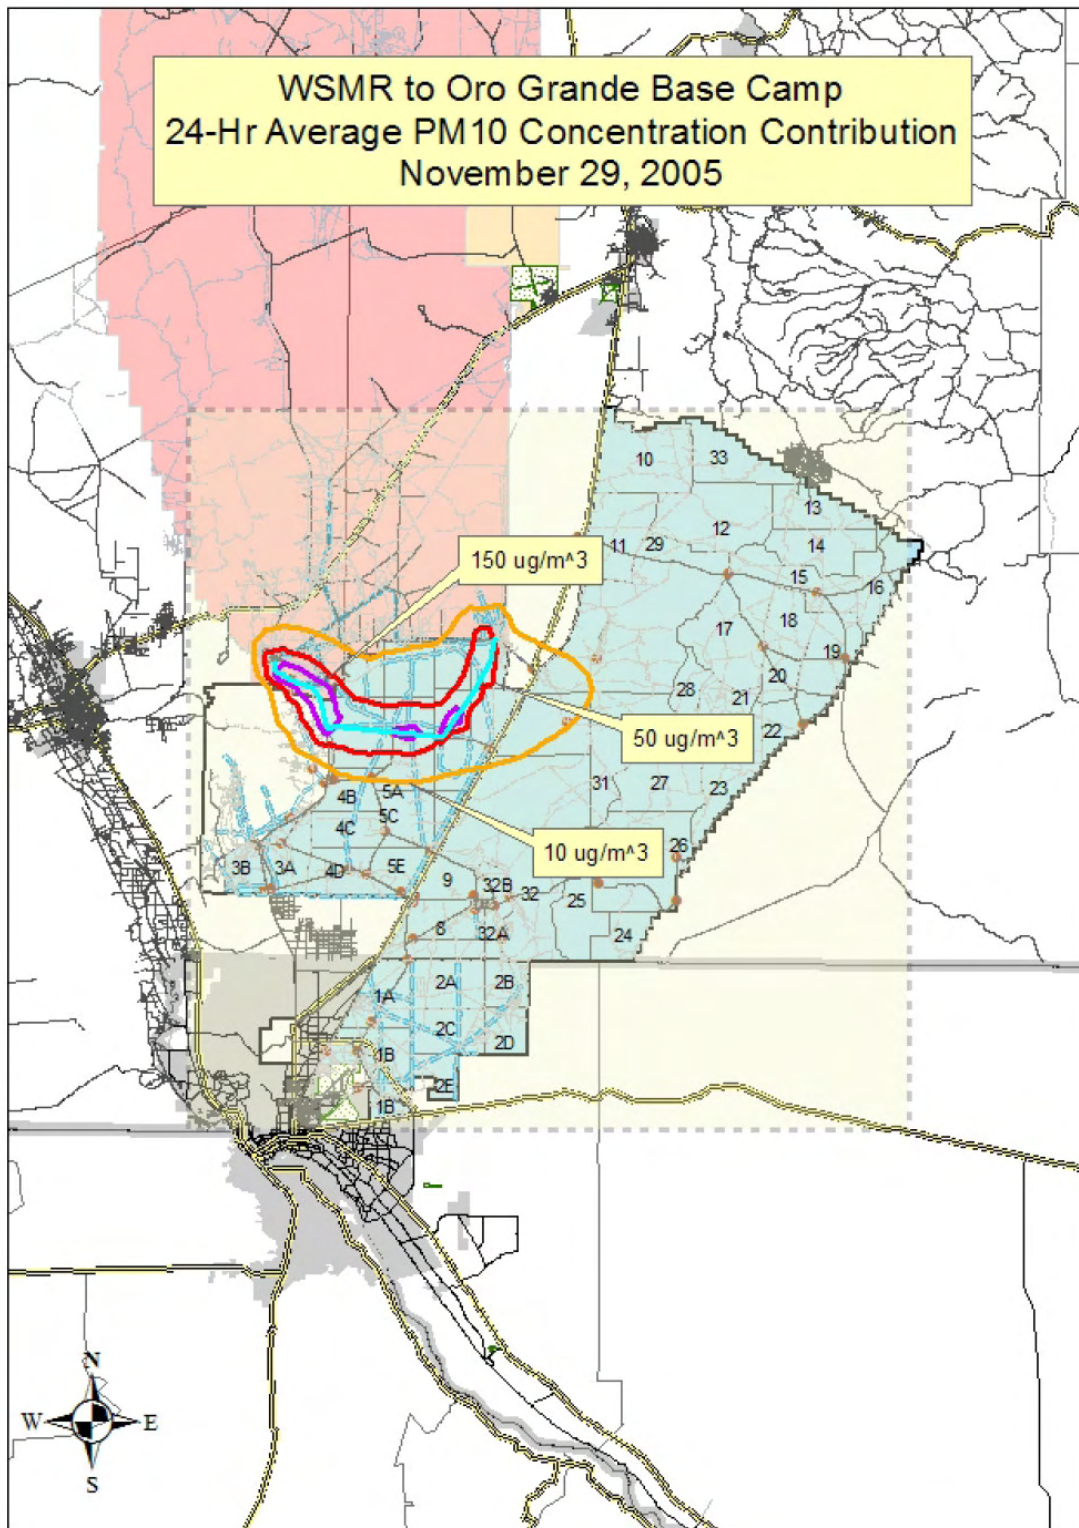 WSMR to Oro Grande Base Camp
24-Hr Average PM10 Concentration Contribution
November 29, 2005
10
33
13
12
150 ug/m^3
11
29
14
15
16
18
17
19
20
28
21
22
50 ug/m^3
31
27
23
4B
5A
5C
4C
10 ug/m^3
26
3B
3A
4D
5E
9
32B
32
25
8
32A
24
2A
2B
1A
2C
2D
1B
2E
1B
N
W
E
S